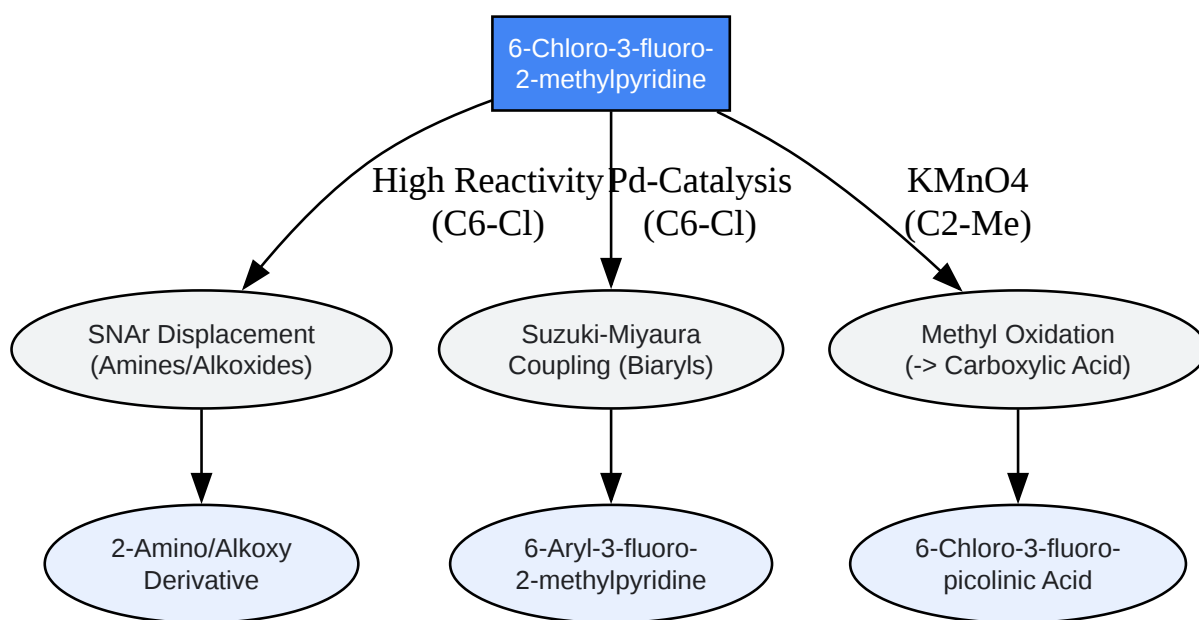 6-Chloro-3-fluoro-
2-methylpyridine
High Reactivity
(C6-Cl)
Pd-Catalysis
(C6-Cl)
KMnO4
(C2-Me)
SNAr Displacement
(Amines/Alkoxides)
Suzuki-Miyaura
Coupling (Biaryls)
Methyl Oxidation
(-> Carboxylic Acid)
2-Amino/Alkoxy
Derivative
6-Aryl-3-fluoro-
2-methylpyridine
6-Chloro-3-fluoro-
picolinic Acid